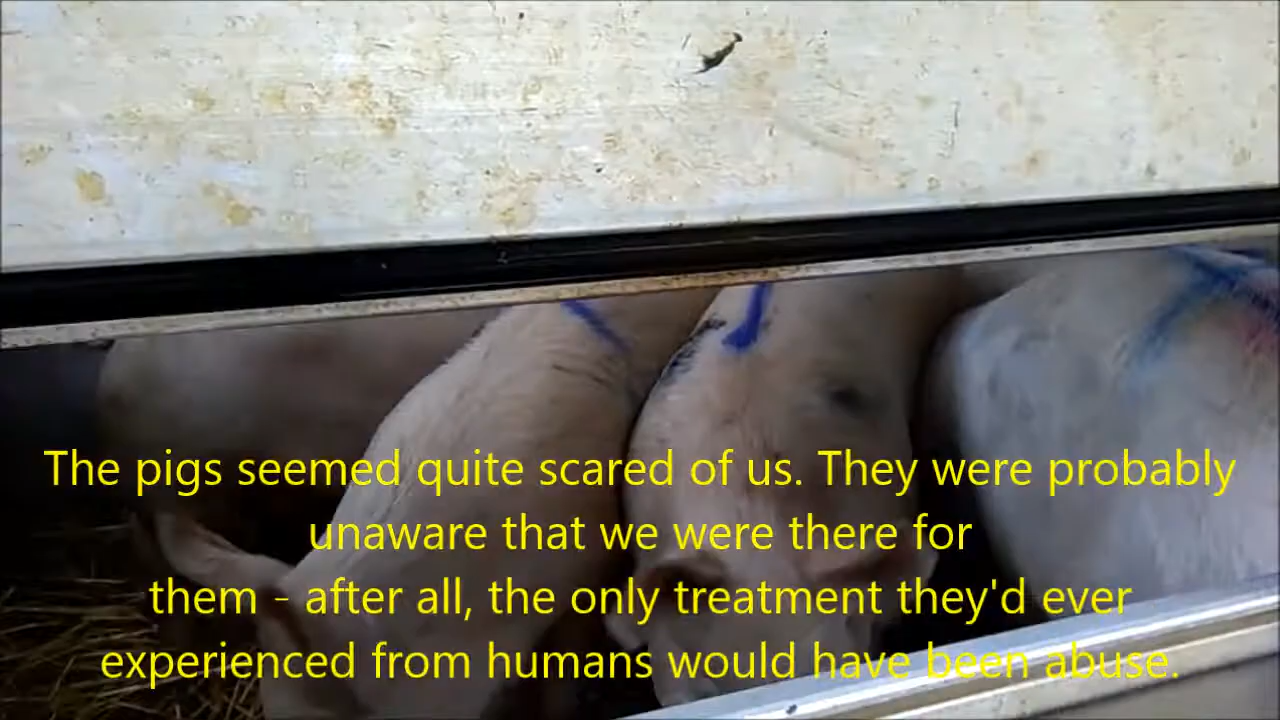 The pigs seemed quite scared of us. They were probably
unaware that we were there for
them - after all, the only treatment they'd ever
experienced from humans would have been abuse.